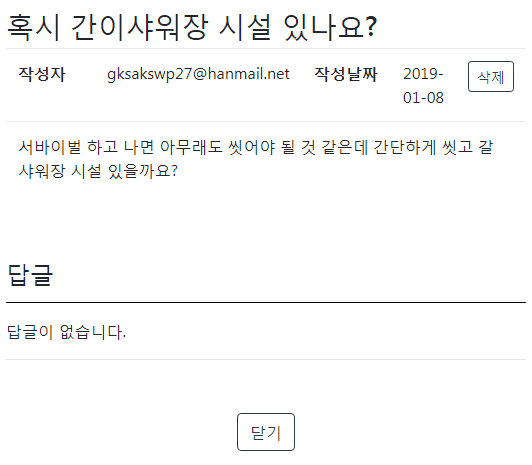 혹시 간이샤워장 시설 있나요?
작성자 gksakswp27@hanmail.net 작성날짜 2019-
01-08 삭제
서바이벌 하고 나면 아무래도 씻어야 될 것 같은데 간단하게 씻고 갈
샤워장 시설 있을까요?
답글
답글이 없습니다.
닫기